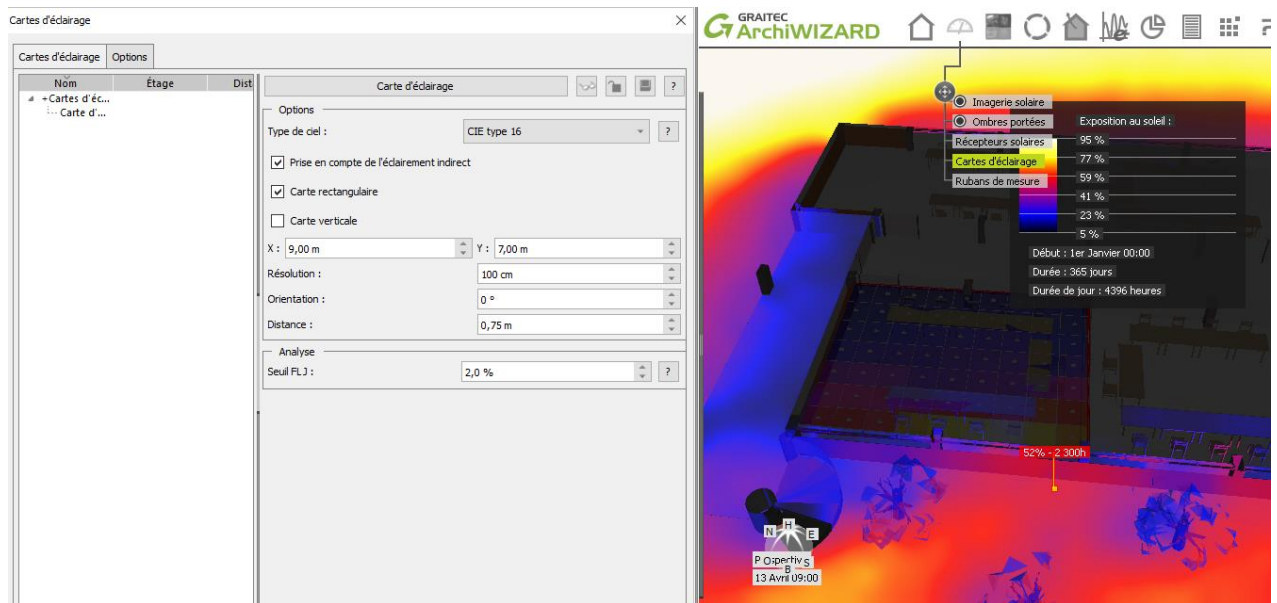 Cartes d'éclairage
Cartes d'éclairage Options
Nom Étage Dist
+Cartes d'éc...
Carte d'...
Carte d'éclairage ?
Options
Type de ciel : CIE type 16 ?
Prise en compte de l'éclairement indirect
Carte rectangulaire
Carte verticale
X : 9,00 m Y : 7,00 m
Résolution : 100 cm
Orientation : 0 °
Distance : 0,75 m
Analyse
Seuil FLJ : 2,0 % ?
GRAITEC
ArchiWIZARD
Imagerie solaire
Ombres portées
Récepteurs solaires
Cartes d'éclairage
Rubans de mesure
Exposition au soleil :
95 %
77 %
59 %
41 %
23 %
5 %
Début : 1er Janvier 00:00
Durée : 365 jours
Durée de jour : 4396 heures
52% - 2 300h
N H E
S
B
13 Avril 09:00